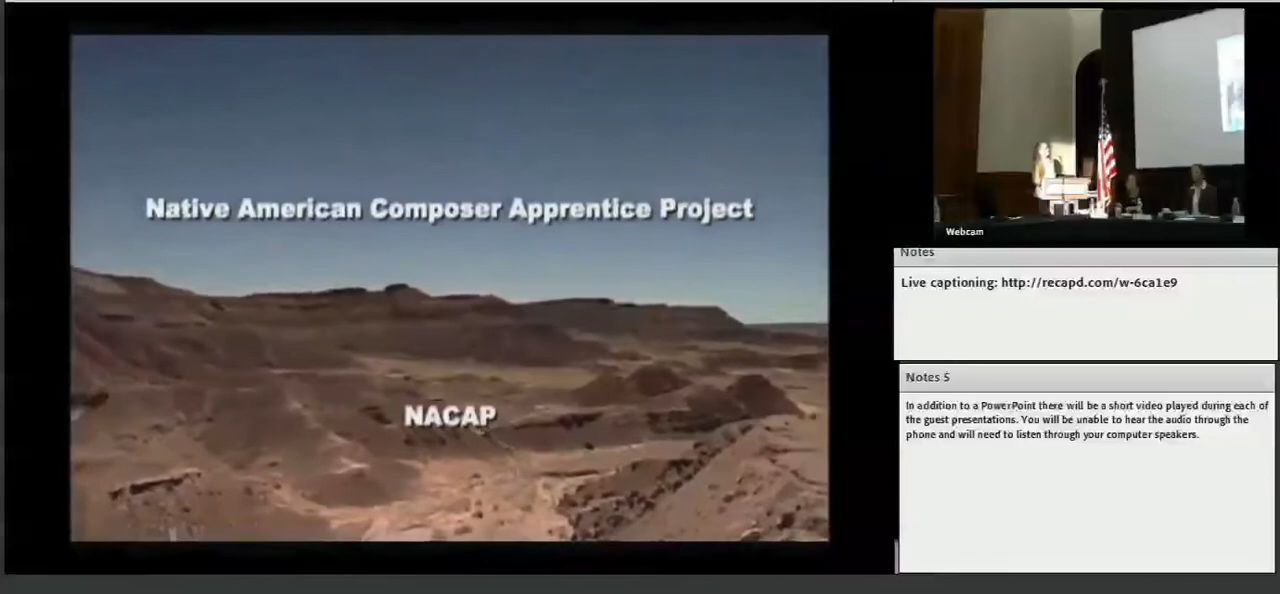 Native American Composer Apprentice Project
NACAP
Webcam
Notes
Live captioning: http://recapd.com/w-6ca1e9
Notes 5
In addition to a PowerPoint there will be a short video played during each of
the guest presentations. You will be unable to hear the audio through the
phone and will need to listen through your computer speakers.